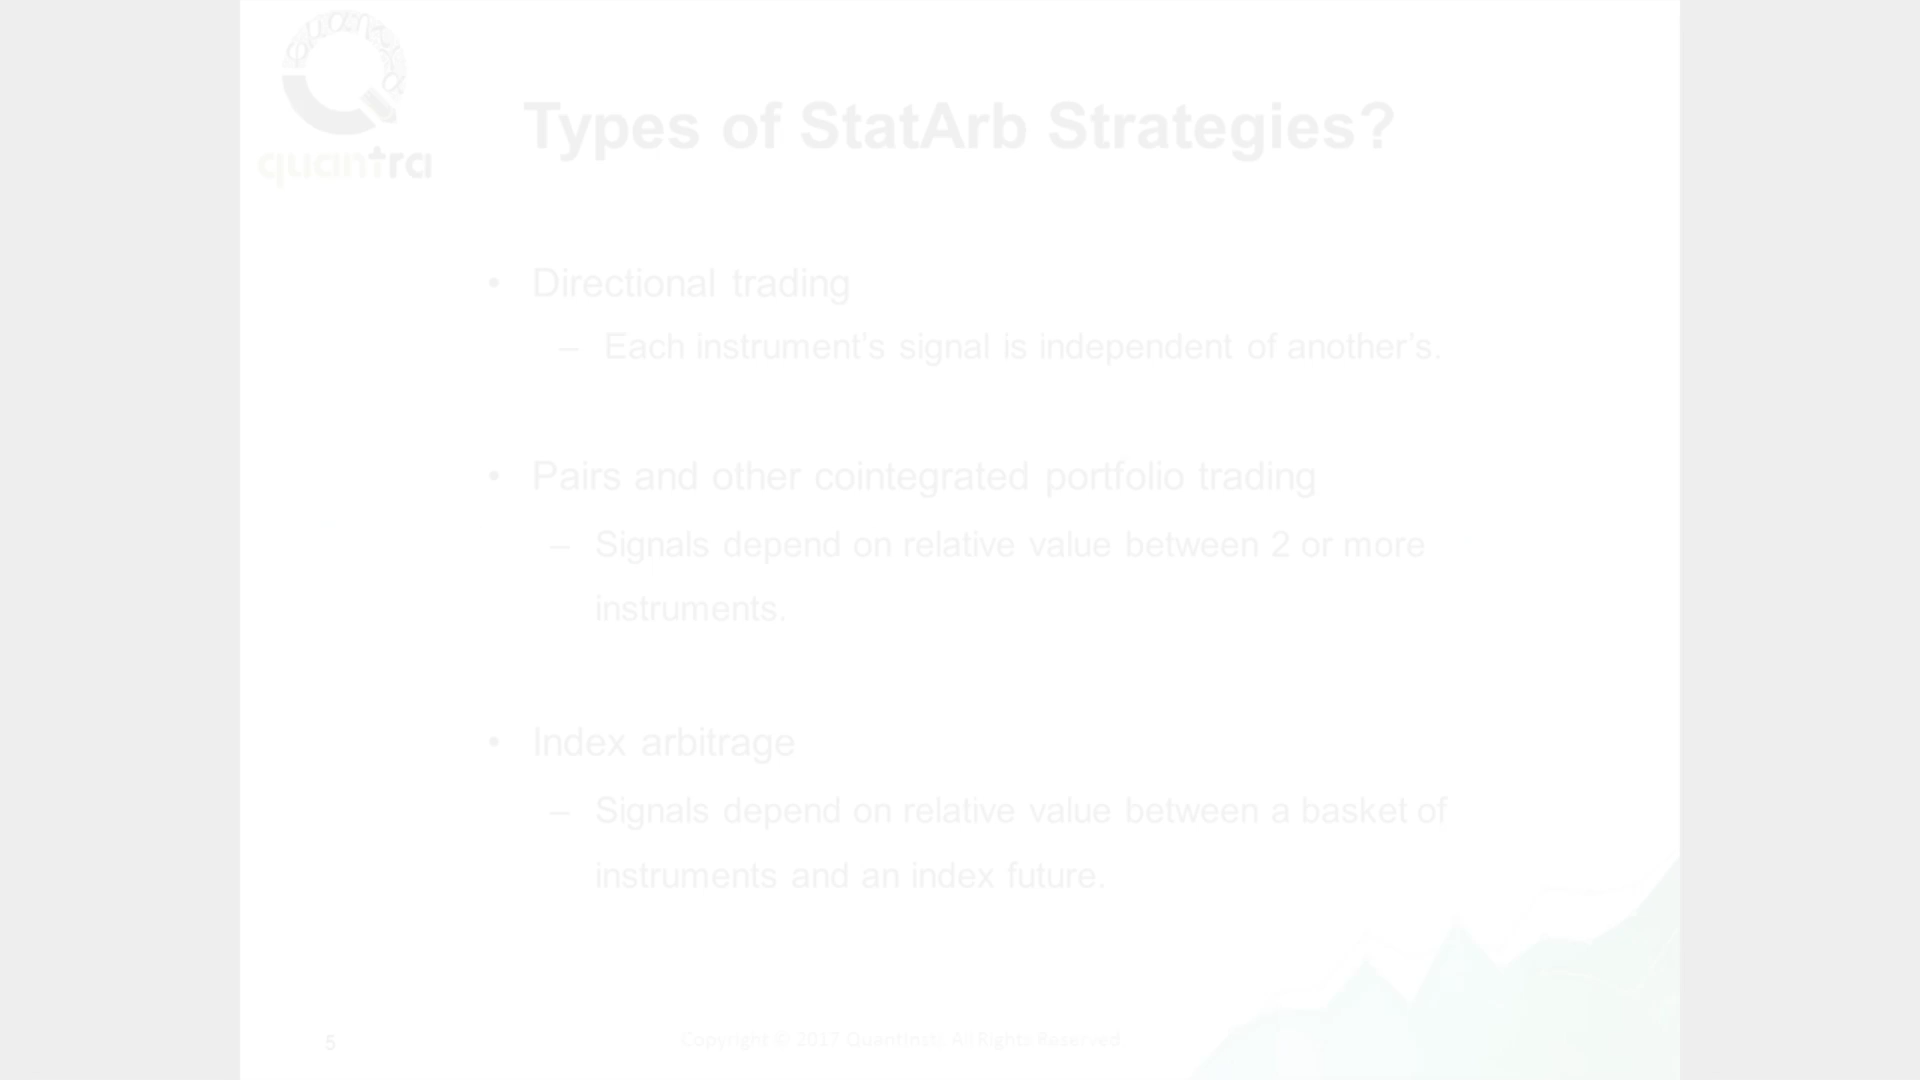 quantra
Types of StatArb Strategies?
• Directional trading
– Each instrument's signal is independent of another's.
• Pairs and other cointegrated portfolio trading
– Signals depend on relative value between 2 or more
instruments.
• Index arbitrage
– Signals depend on relative value between a basket of
instruments and an index future.
5
Copyright © 2017 QuantInsti. All Rights Reserved